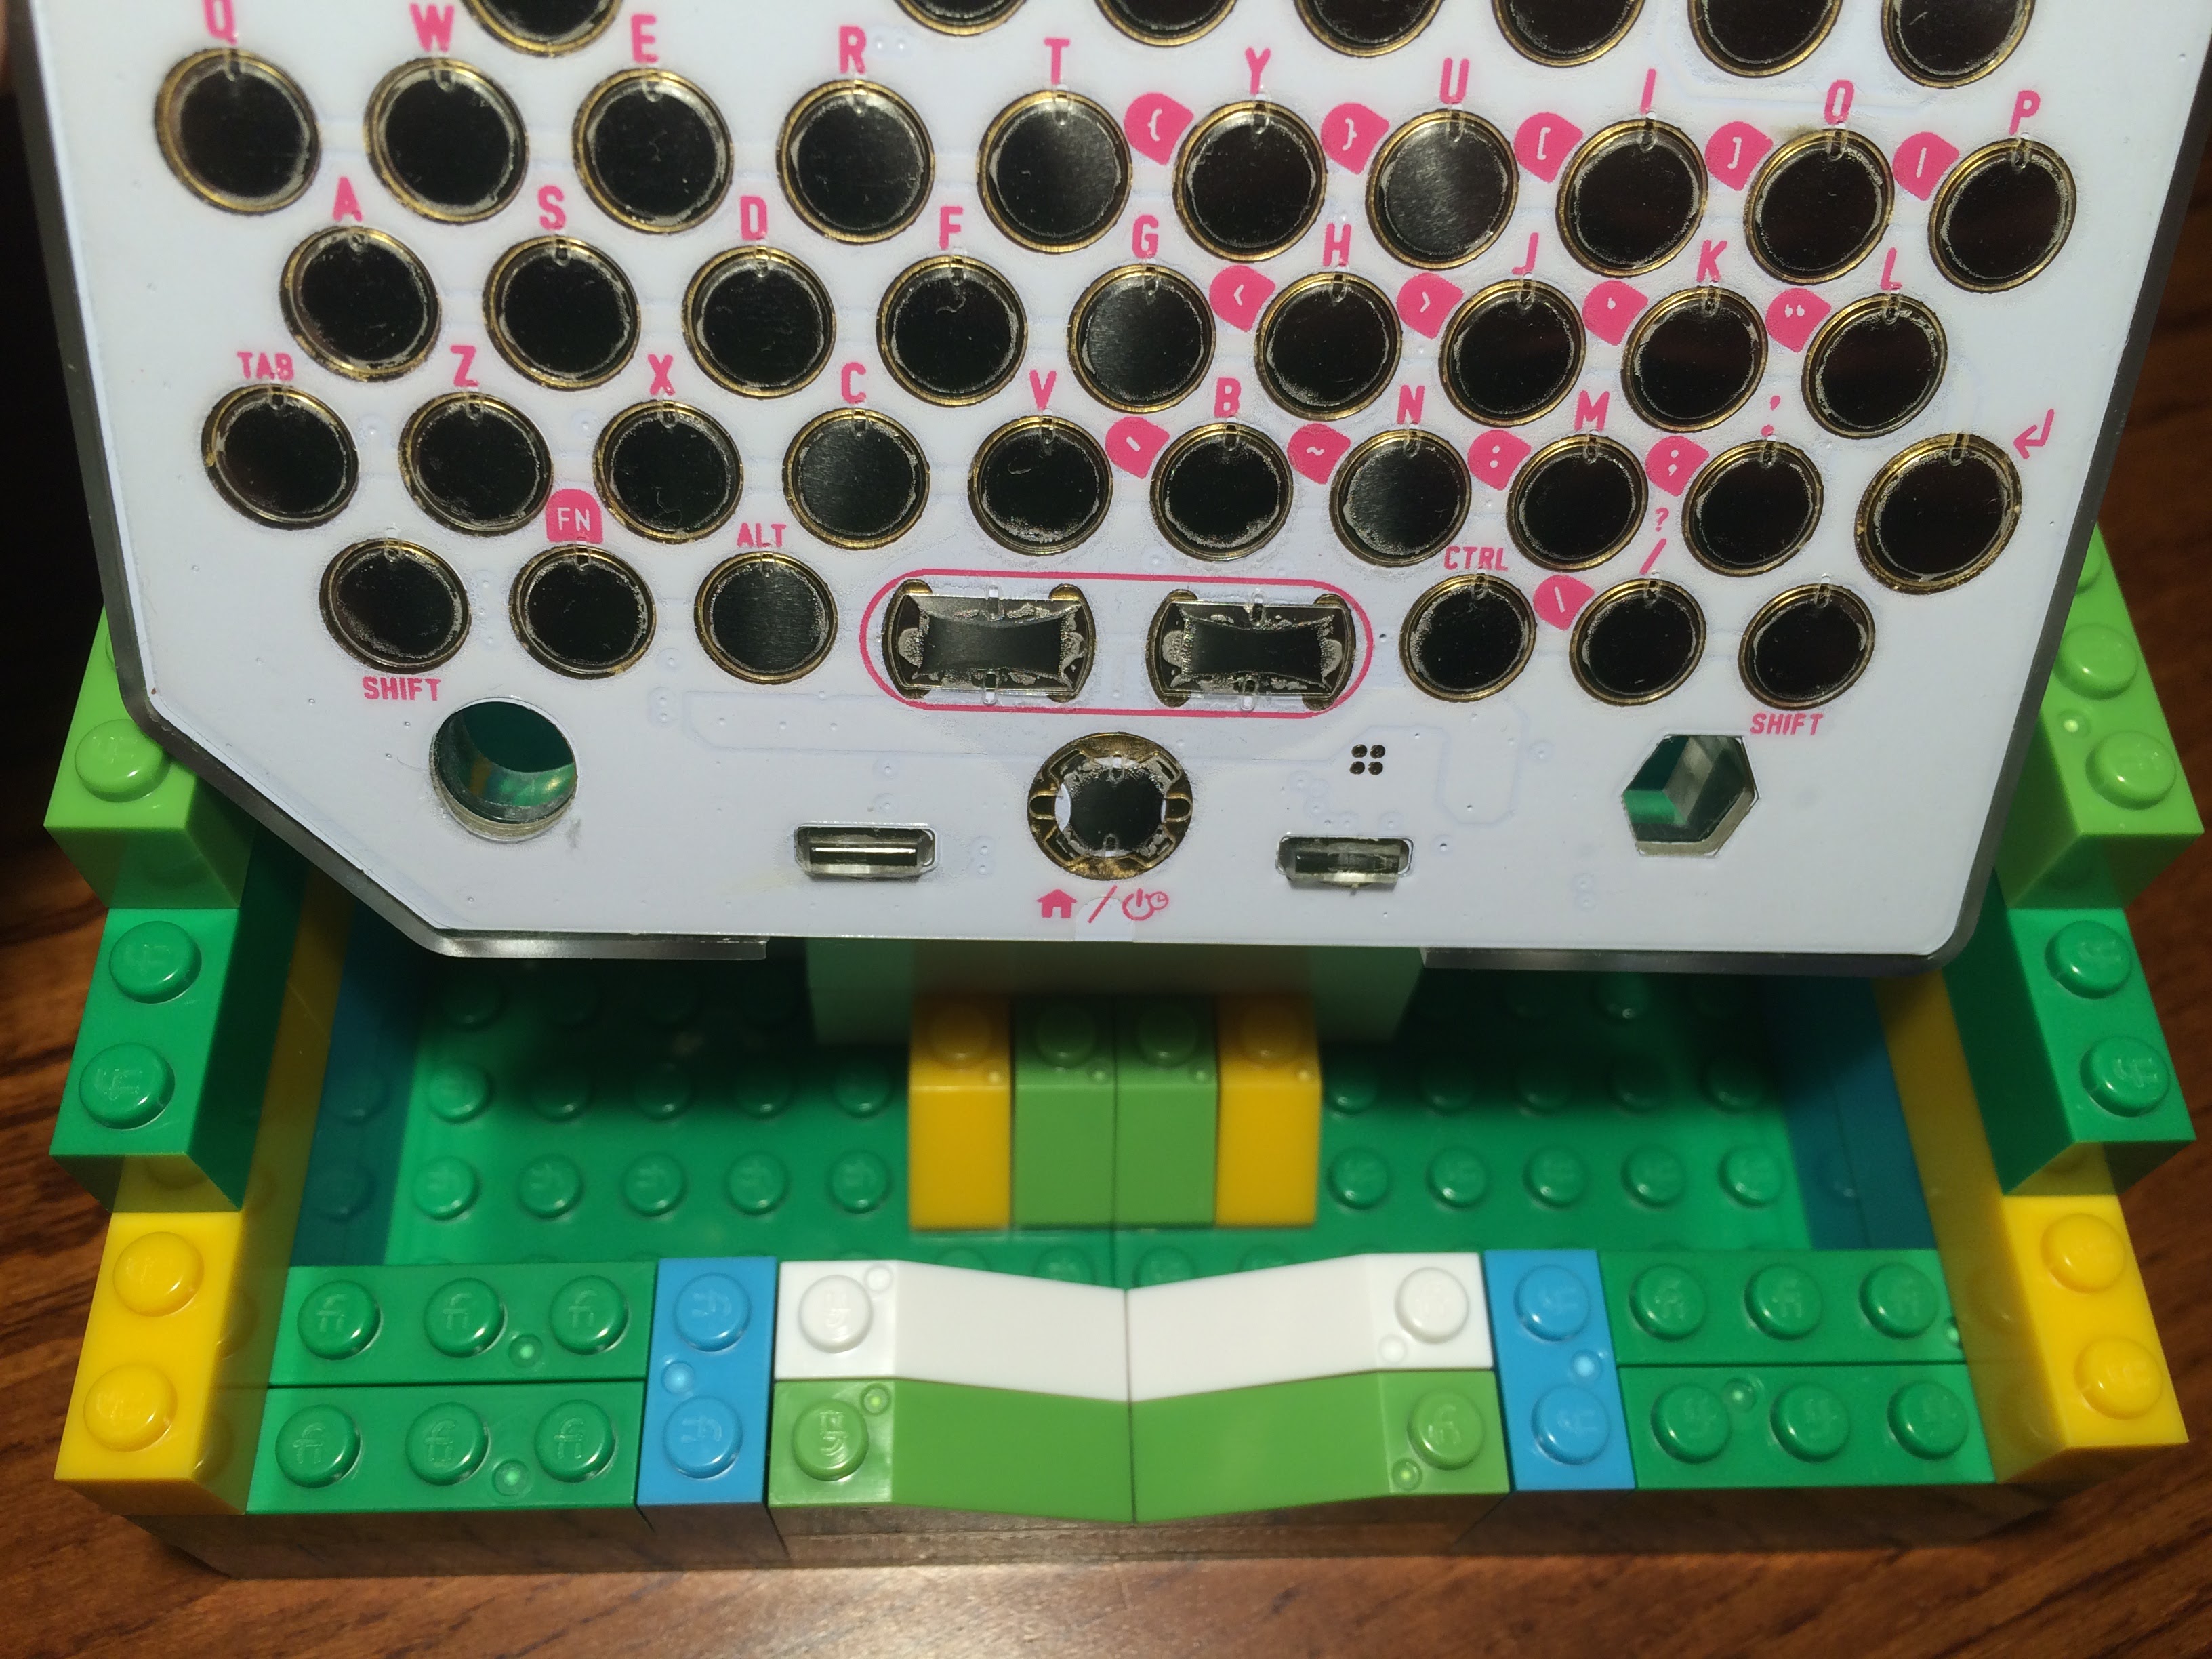 Q W E R T Y U I O P
{ } [ ] |
A S D F G H J K L
< > ' "
TAB Z X C V B N M , . ↵
` ~ : ;
FN ALT CTRL \ ? /
SHIFT SHIFT